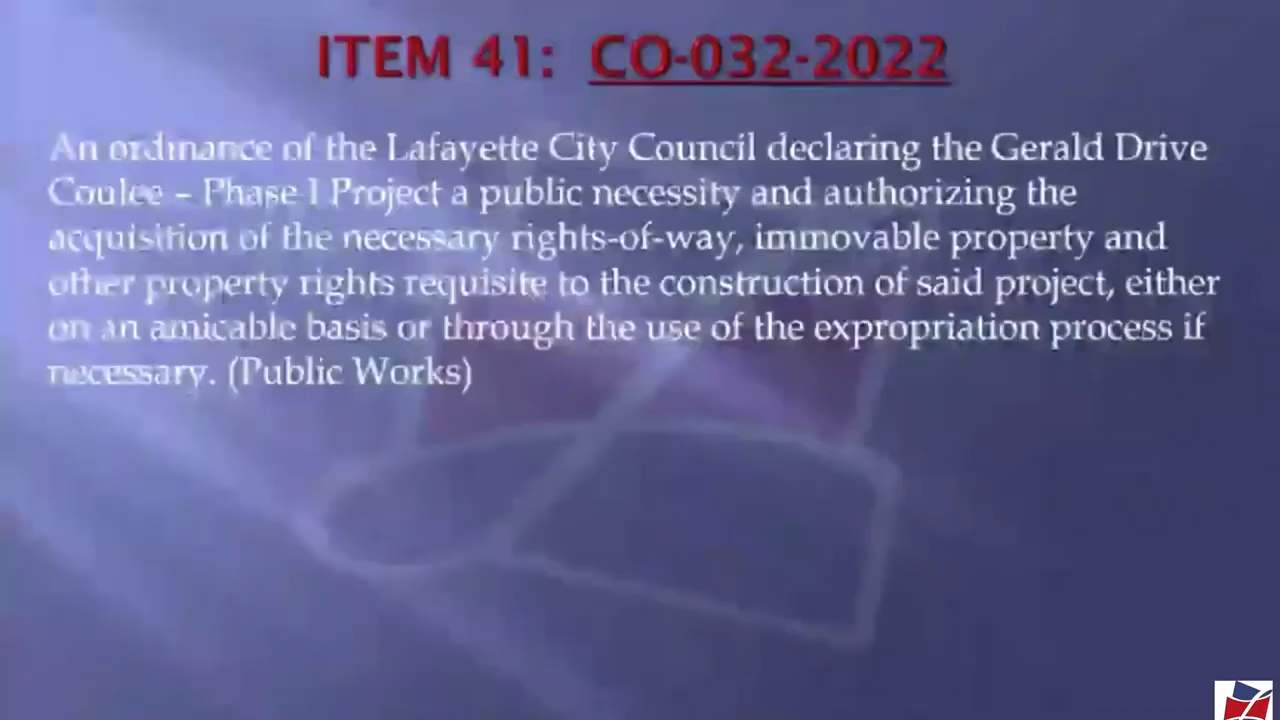 ITEM 41: CO-032-2022
An ordinance of the Lafayette City Council declaring the Gerald Drive
Coulee – Phase I Project a public necessity and authorizing the
acquisition of the necessary rights-of-way, immovable property and
other property rights requisite to the construction of said project, either
on an amicable basis or through the use of the expropriation process if
necessary. (Public Works)